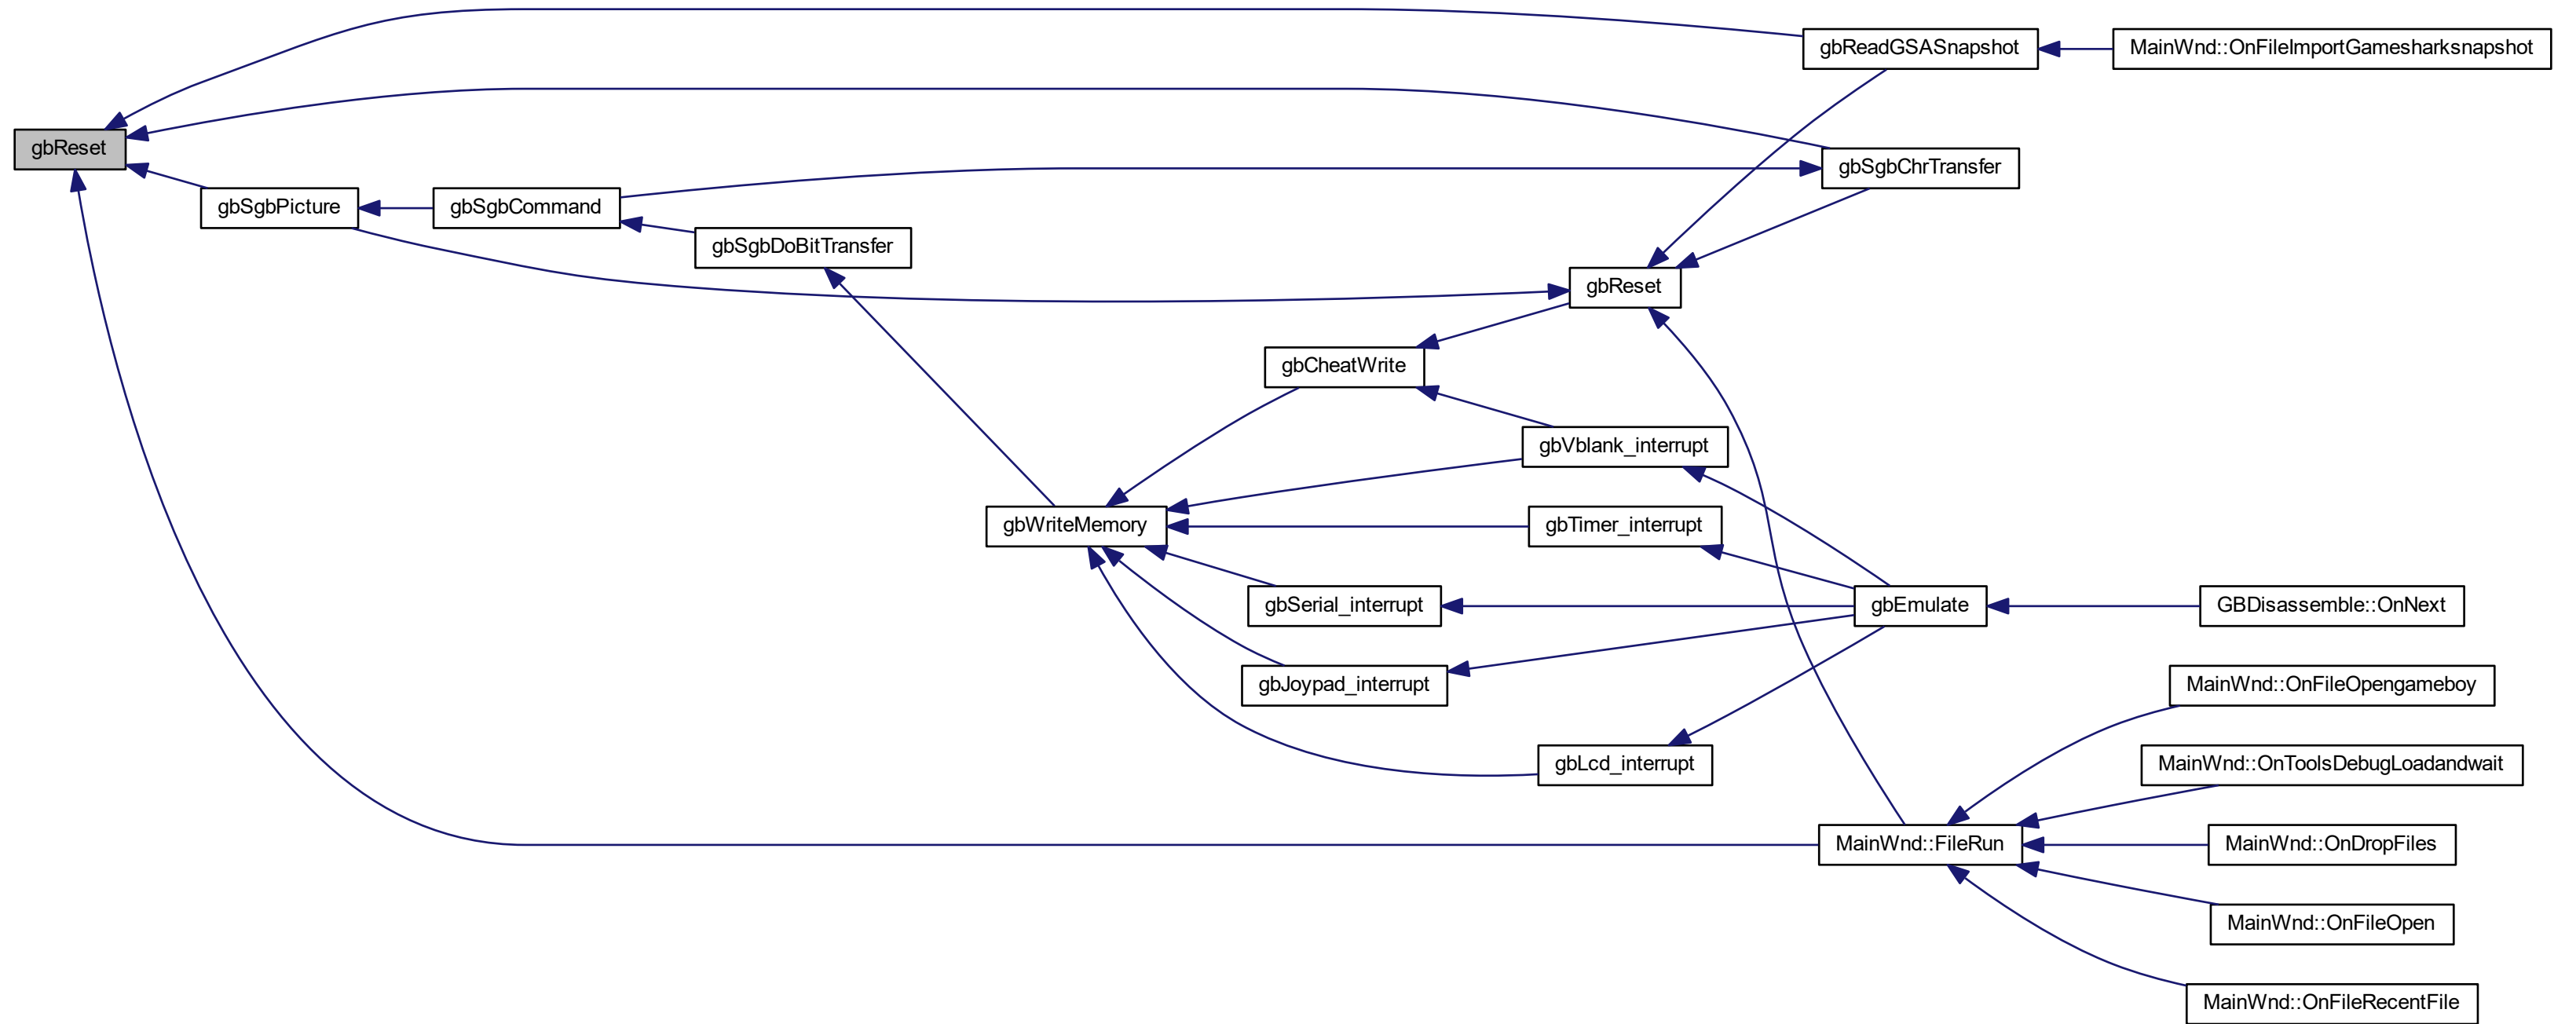 gbReadGSASnapshot
MainWnd::OnFileImportGamesharksnapshot
gbReset
gbSgbChrTransfer
gbSgbPicture
gbSgbCommand
gbSgbDoBitTransfer
gbReset
gbCheatWrite
gbVblank_interrupt
gbWriteMemory
gbTimer_interrupt
gbSerial_interrupt
gbEmulate
GBDisassemble::OnNext
gbJoypad_interrupt
MainWnd::OnFileOpengameboy
gbLcd_interrupt
MainWnd::OnToolsDebugLoadandwait
MainWnd::FileRun
MainWnd::OnDropFiles
MainWnd::OnFileOpen
MainWnd::OnFileRecentFile